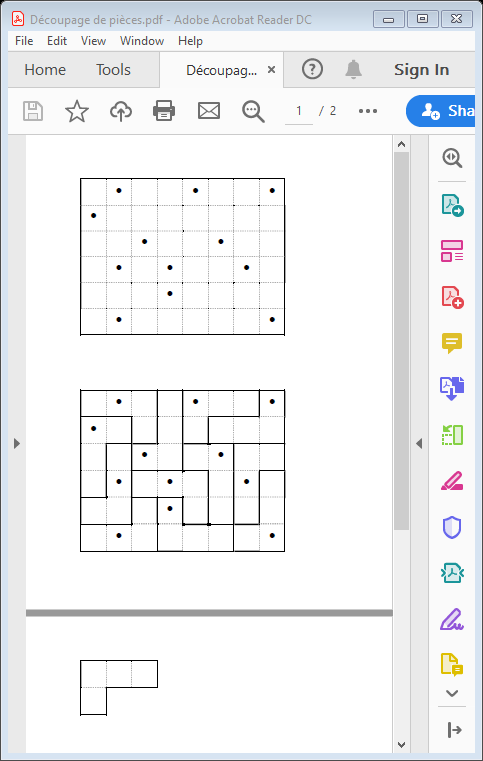 Découpage de pièces.pdf - Adobe Acrobat Reader DC
File Edit View Window Help
Home Tools Découpag... × Sign In
1 / 2 Sha